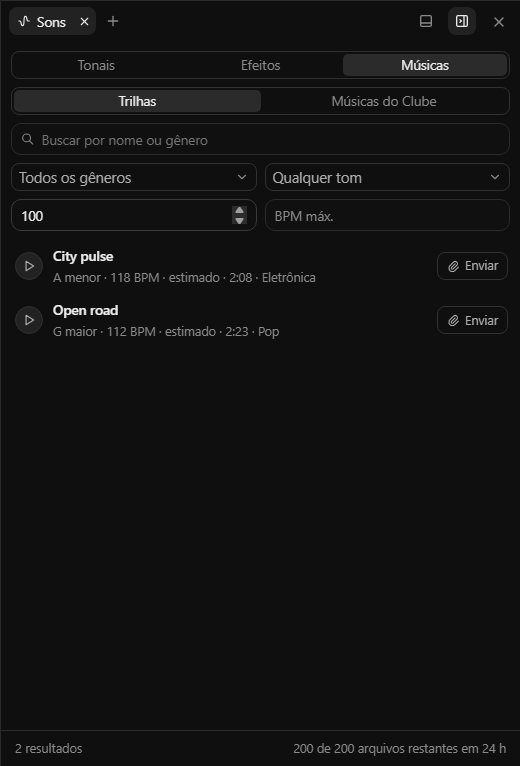 Sons
Tonais Efeitos Músicas
Trilhas Músicas do Clube
Buscar por nome ou gênero
Todos os gêneros Qualquer tom
100 BPM máx.
City pulse
A menor · 118 BPM · estimado · 2:08 · Eletrônica
Enviar
Open road
G maior · 112 BPM · estimado · 2:23 · Pop
Enviar
2 resultados 200 de 200 arquivos restantes em 24 h